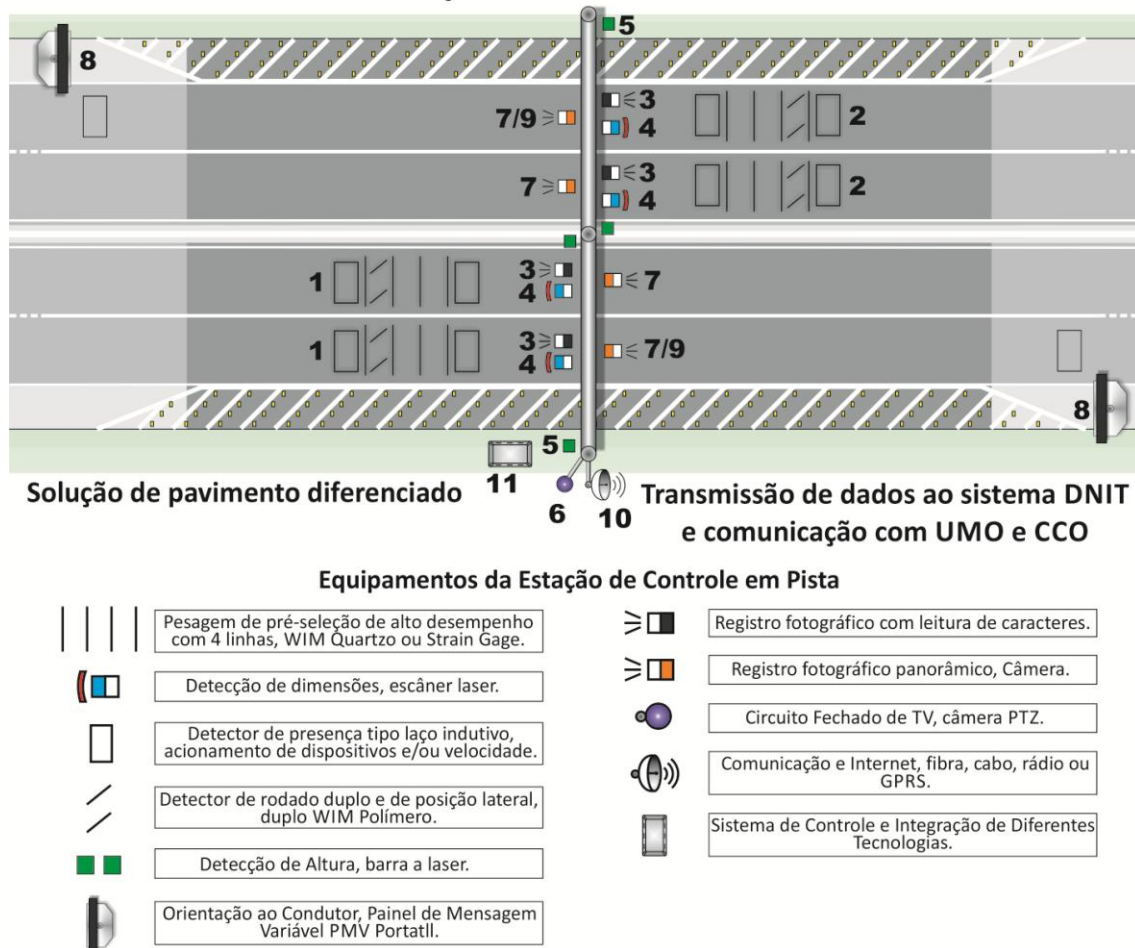 5
8
3
7/9
4
2
3
7
4
2
3
1
4
7
3
1
4
7/9
8
5
11
6
10
Solução de pavimento diferenciado
Transmissão de dados ao sistema DNIT
e comunicação com UMO e CCO
Equipamentos da Estação de Controle em Pista
Pesagem de pré-seleção de alto desempenho
com 4 linhas, WIM Quartzo ou Strain Gage.
Detecção de dimensões, escâner laser.
Detector de presença tipo laço indutivo,
acionamento de dispositivos e/ou velocidade.
Detector de rodado duplo e de posição lateral,
duplo WIM Polímero.
Detecção de Altura, barra a laser.
Orientação ao Condutor, Painel de Mensagem
Variável PMV Portatll.
Registro fotográfico com leitura de caracteres.
Registro fotográfico panorâmico, Câmera.
Circuito Fechado de TV, câmera PTZ.
Comunicação e Internet, fibra, cabo, rádio ou
GPRS.
Sistema de Controle e Integração de Diferentes
Tecnologias.